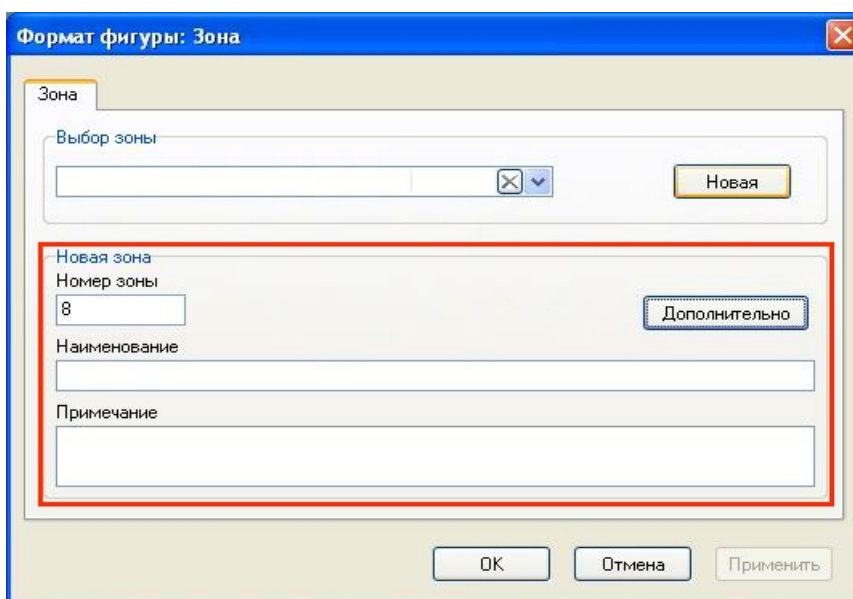 Формат фигуры: Зона
Зона
Выбор зоны
Новая
Новая зона
Номер зоны
8
Дополнительно
Наименование
Примечание
OK
Отмена
Применить